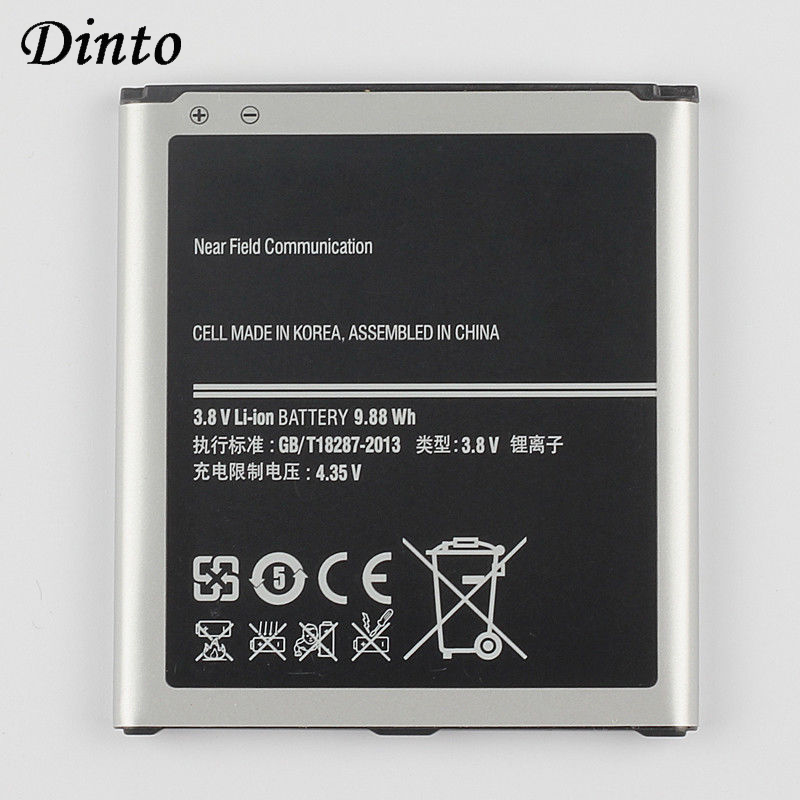 Dinto
+ -
Near Field Communication
CELL MADE IN KOREA, ASSEMBLED IN CHINA
3.8 V Li-ion BATTERY 9.88 Wh
执行标准：GB/T18287-2013 类型：3.8 V 锂离子
充电限制电压：4.35 V
5 CE